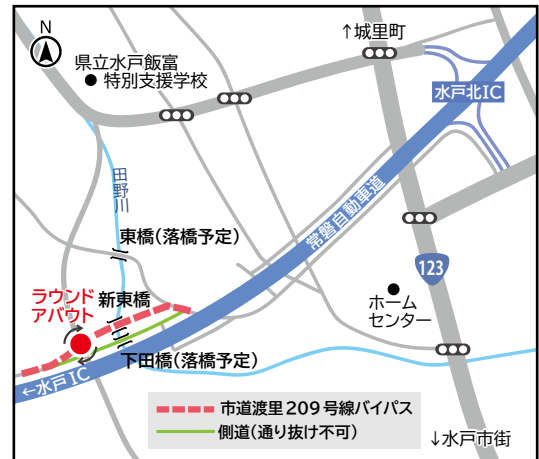 N
↑城里町
県立水戸飯富
特別支援学校
水戸北IC
田野川
常磐自動車道
東橋(落橋予定)
123
ラウンド
アバウト
新東橋
ホーム
センター
下田橋(落橋予定)
←水戸IC
市道渡里209号線バイパス
側道(通り抜け不可)
↓水戸市街